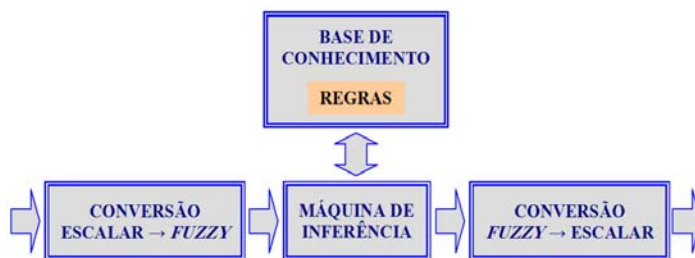 BASE DE
CONHECIMENTO
REGRAS
CONVERSÃO
ESCALAR → FUZZY
MÁQUINA DE
INFERÊNCIA
CONVERSÃO
FUZZY → ESCALAR